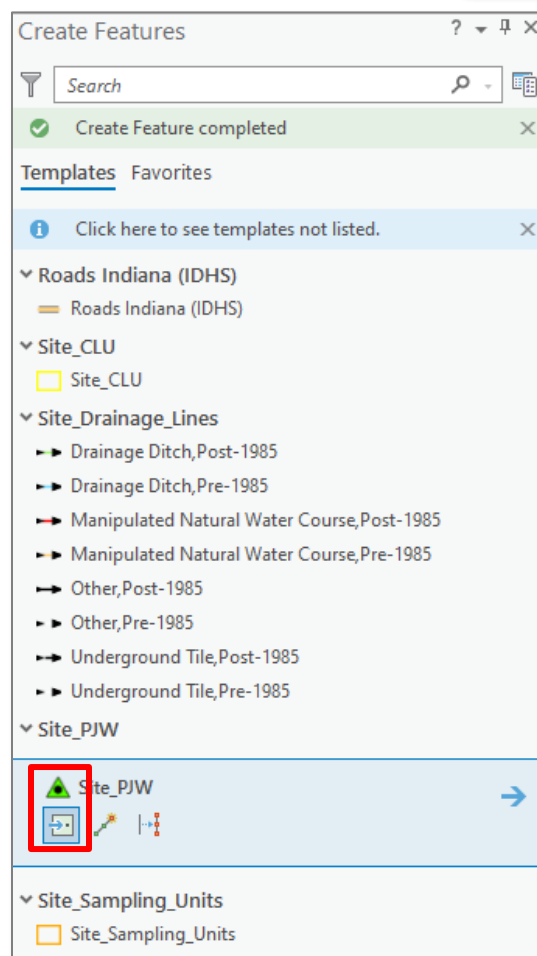 Create Features
?
Search
Create Feature completed
Templates Favorites
Click here to see templates not listed.
Roads Indiana (IDHS)
Roads Indiana (IDHS)
Site_CLU
Site_CLU
Site_Drainage_Lines
Drainage Ditch,Post-1985
Drainage Ditch,Pre-1985
Manipulated Natural Water Course,Post-1985
Manipulated Natural Water Course,Pre-1985
Other,Post-1985
Other,Pre-1985
Underground Tile,Post-1985
Underground Tile,Pre-1985
Site_PJW
Site_PJW
Site_Sampling_Units
Site_Sampling_Units